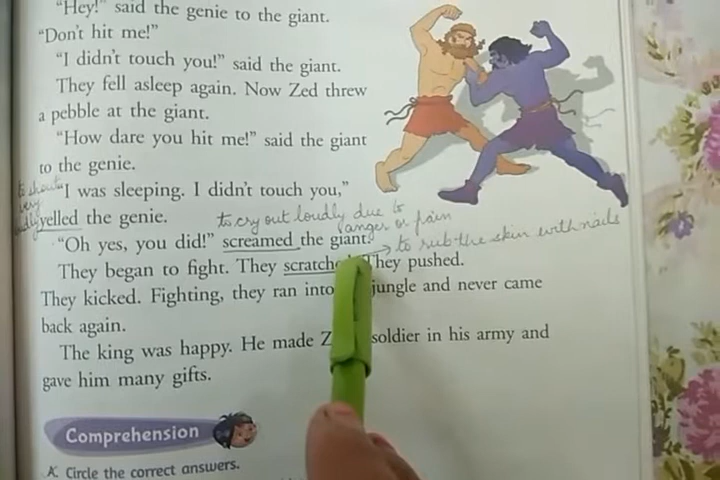 "Hey!" said the genie to the giant.
"Don't hit me!"
"I didn't touch you!" said the giant.
They fell asleep again. Now Zed threw
a pebble at the giant.
"How dare you hit me!" said the giant
to the genie.
to shout
very
"I was sleeping. I didn't touch you,"
yelled the genie.
to cry out loudly due to
anger or pain
"Oh yes, you did!" screamed the giant.
to rub the skin with nails
They began to fight. They They pushed.
They kicked. Fighting, they ran into jungle and never came
back again.
The king was happy. He made soldier in his army and
gave him many gifts.
Comprehension
A. Circle the correct answers.